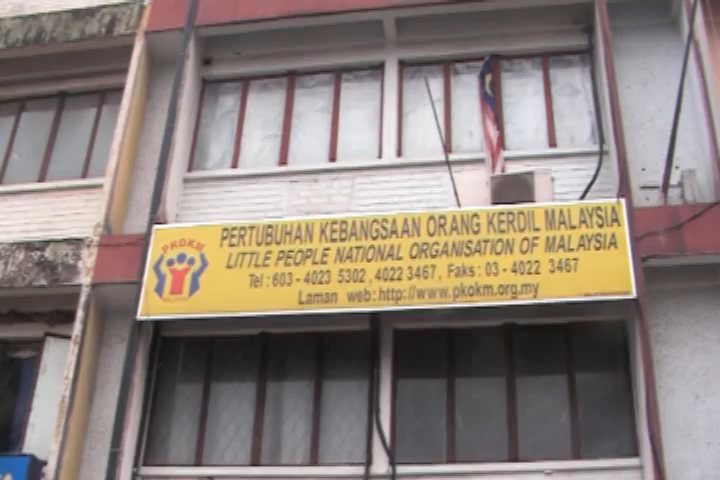 PKOKM
PERTUBUHAN KEBANGSAAN ORANG KERDIL MALAYSIA
LITTLE PEOPLE NATIONAL ORGANISATION OF MALAYSIA
Tel : 603 - 4023 5302 , 4022 3467 , Faks : 03 - 4022 3467
Laman web : http://www.pkokm.org.my